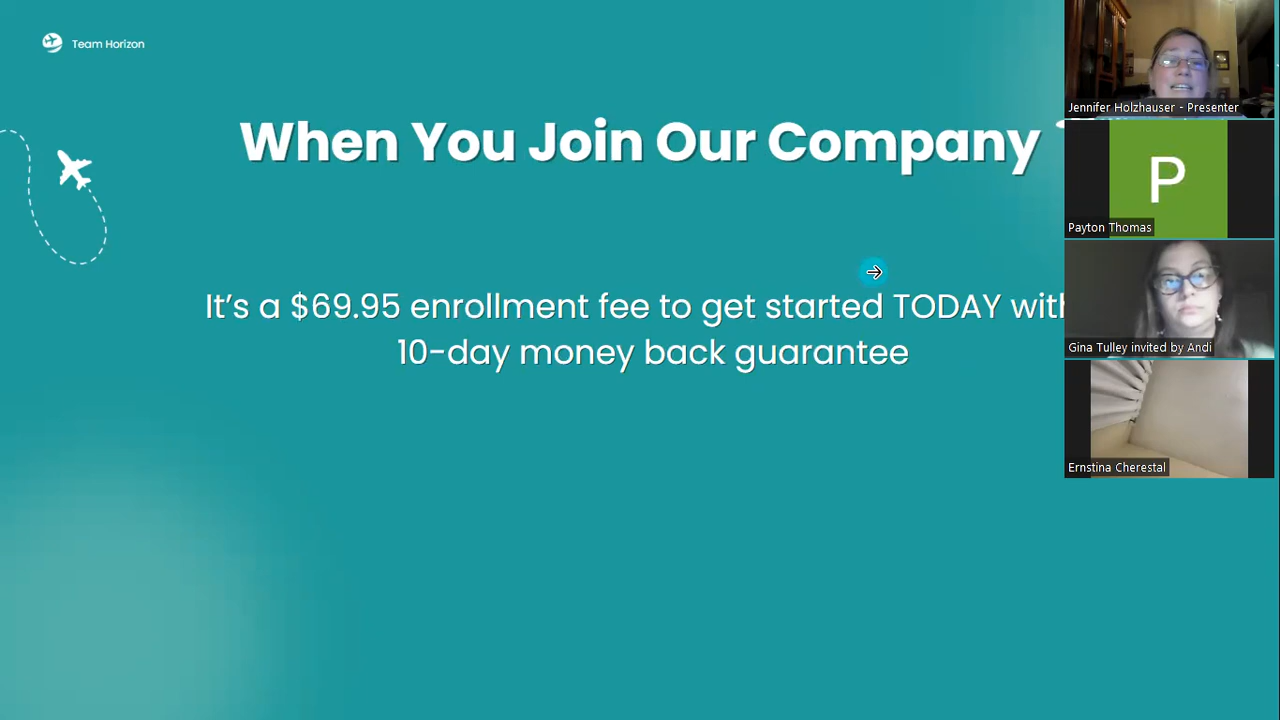 Team Horizon
When You Join Our Company
It's a $69.95 enrollment fee to get started TODAY with
10-day money back guarantee
Jennifer Holzhauser - Presenter
P
Payton Thomas
Gina Tulley invited by Andi
Ernstina Cherestal